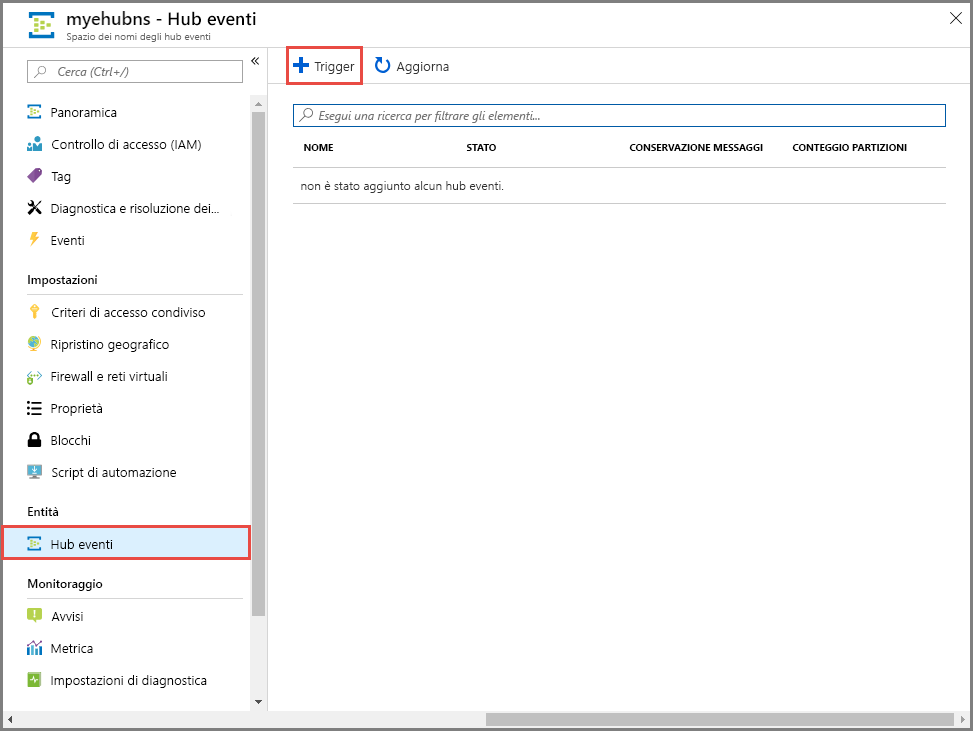 myehubns - Hub eventi
Spazio dei nomi degli hub eventi
Cerca (Ctrl+/)
Panoramica
Controllo di accesso (IAM)
Tag
Diagnostica e risoluzione dei...
Eventi
Impostazioni
Criteri di accesso condiviso
Ripristino geografico
Firewall e reti virtuali
Proprietà
Blocchi
Script di automazione
Entità
Hub eventi
Monitoraggio
Avvisi
Metrica
Impostazioni di diagnostica
Trigger Aggiorna
Esegui una ricerca per filtrare gli elementi...
NOME STATO CONSERVAZIONE MESSAGGI CONTEGGIO PARTIZIONI
non è stato aggiunto alcun hub eventi.